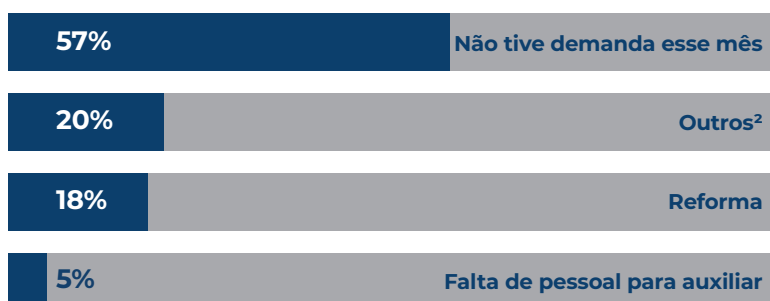 57% Não tive demanda esse mês
20% Outros²
18% Reforma
5% Falta de pessoal para auxiliar